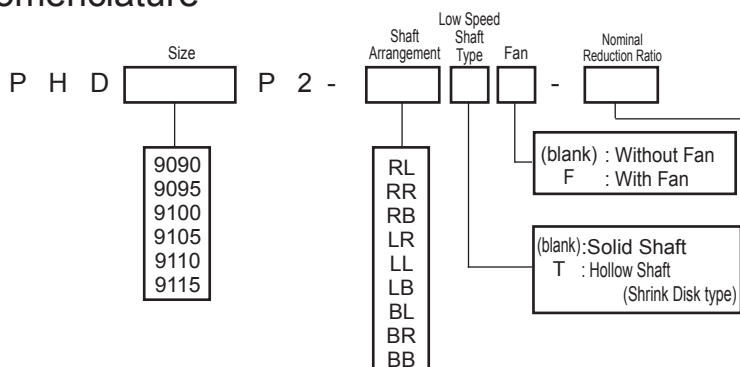 omenclature
Size
Shaft
Arrangement
Low Speed
Shaft
Type
Fan
Nominal
Reduction Ratio
P H D P 2 - -
9090
9095
9100
9105
9110
9115
RL
RR
RB
LR
LL
LB
BL
BR
BB
(blank) : Without Fan
F : With Fan
(blank):Solid Shaft
T : Hollow Shaft
(Shrink Disk type)